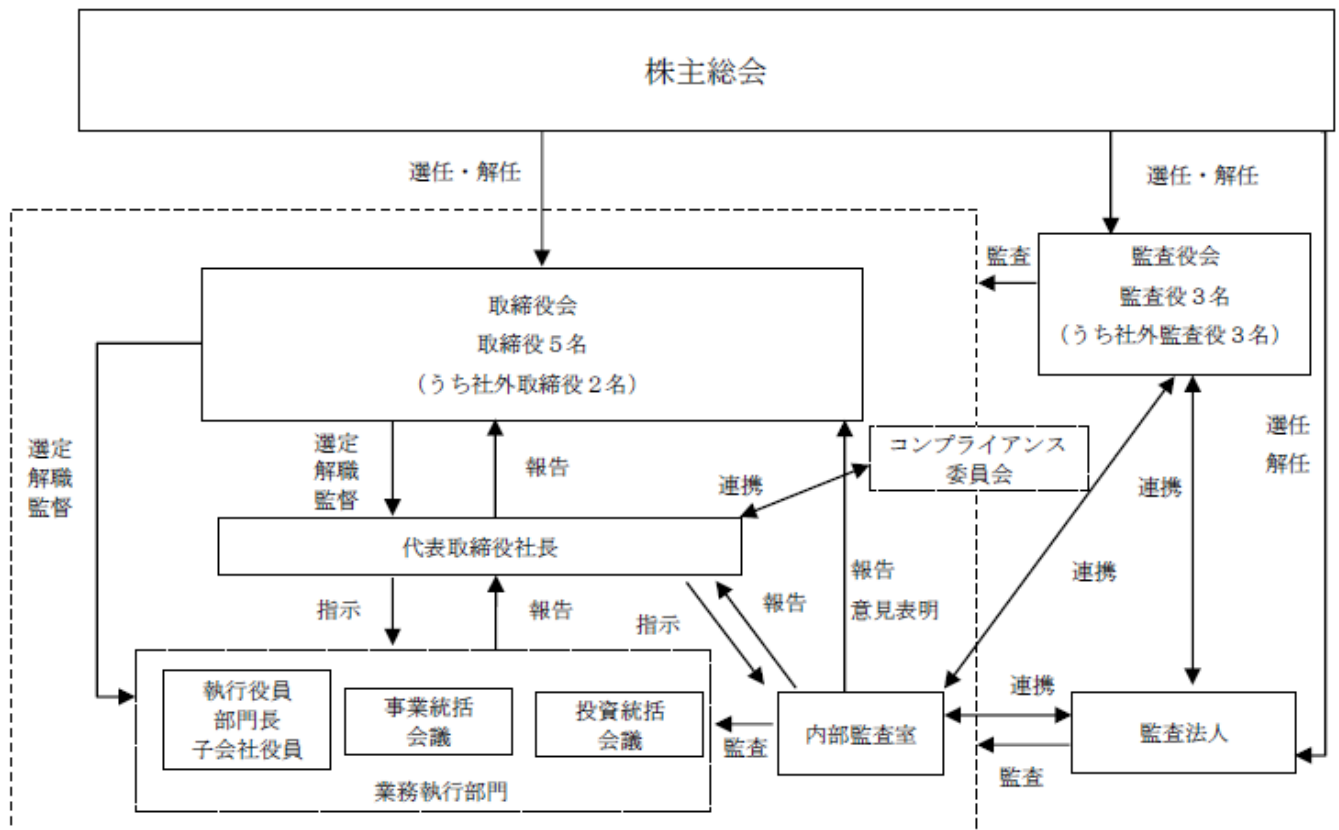 株主総会
選任・解任
選任・解任
監査役会
監査役3名
（うち社外監査役3名）
監査
取締役会
取締役5名
（うち社外取締役2名）
選定
解職
監督
選定
解職
監督
報告
連携
コンプライアンス
委員会
選任
解任
連携
連携
代表取締役社長
指示
報告
指示
報告
報告
意見表明
執行役員
部門長
子会社役員
事業統括
会議
投資統括
会議
業務執行部門
監査
内部監査室
連携
監査
監査法人